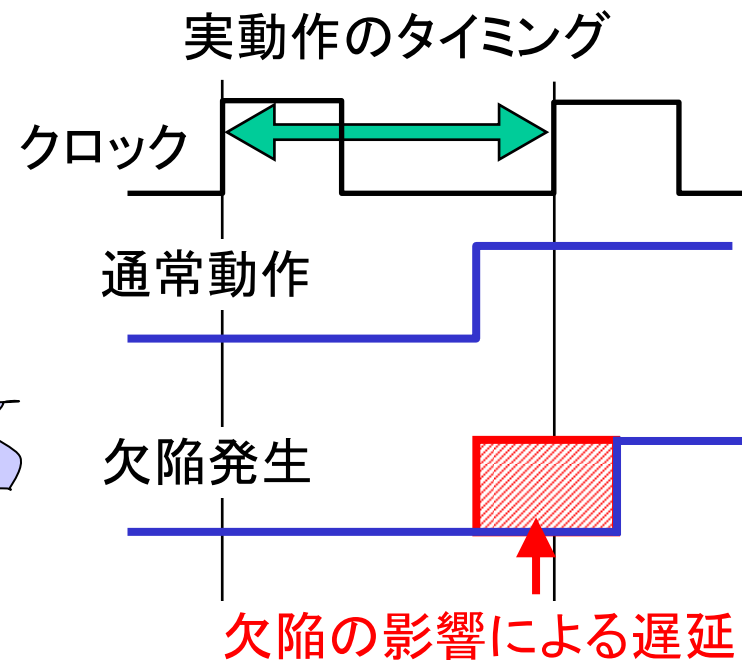 実動作のタイミング
クロック
通常動作
欠陥発生
欠陥の影響による遅延